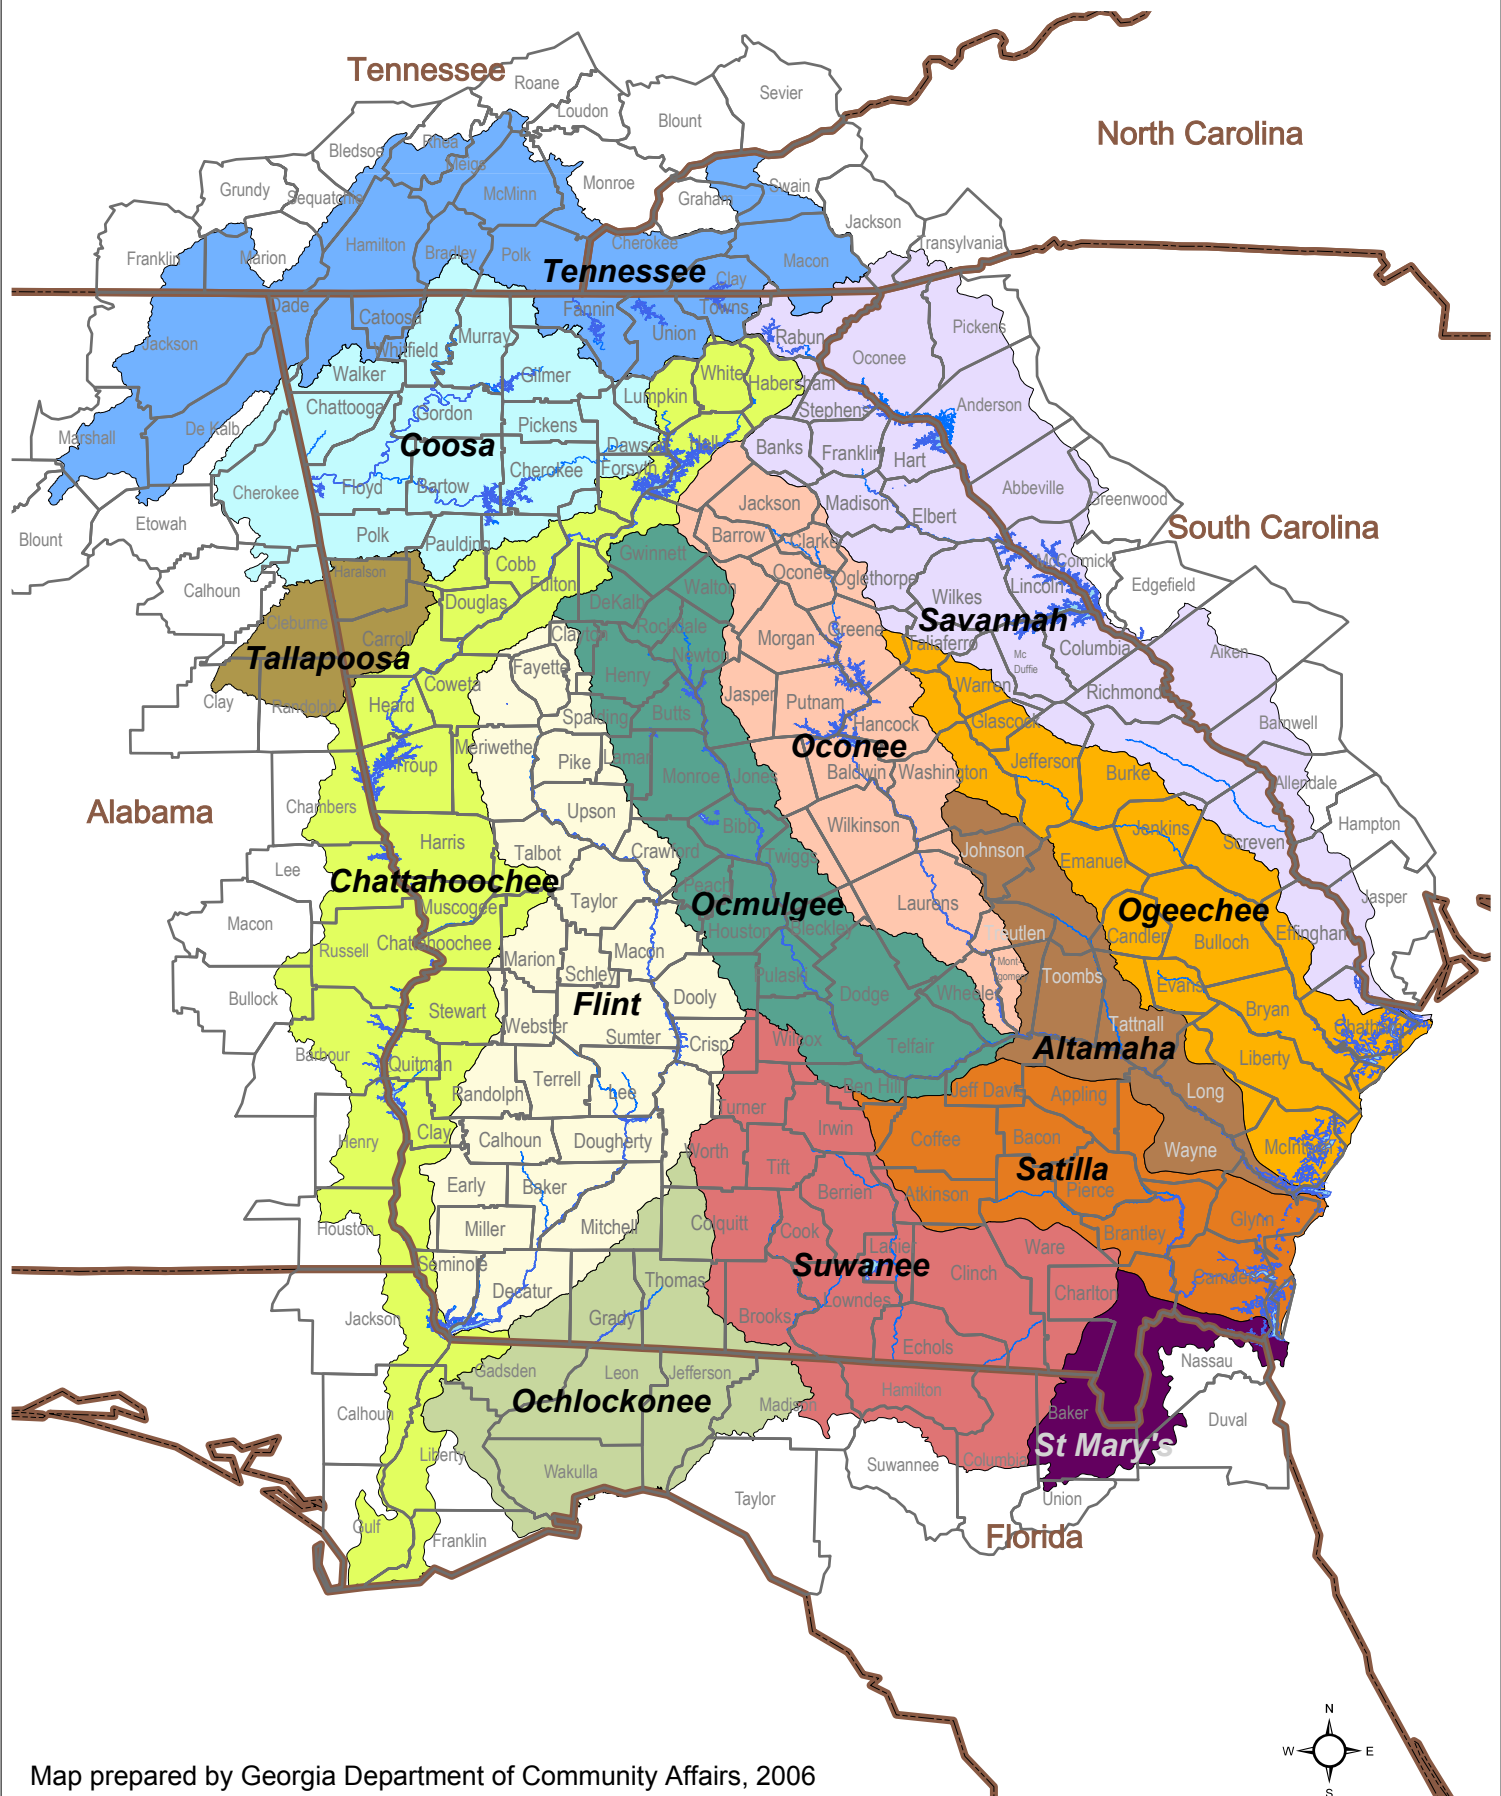 Tennessee
Roane
Sevier
Loudon
Blount
North Carolina
Rhea
Bledsoe
Meigs
Monroe
Swain
Grundy
Sequatchie
McMinn
Graham
Jackson
Transylvania
Franklin
Marion
Hamilton
Bradley
Polk
Cherokee
Macon
Tennessee
Clay
Dade
Catoosa
Fannin
Towns
Union
Rabun
Pickens
Jackson
Whitfield
Murray
Oconee
Walker
Gilmer
White
Habersham
Lumpkin
Chattooga
Gordon
Stephens
Anderson
Marshall
De Kalb
Pickens
Coosa
Dawson
Hall
Banks
Franklin
Hart
Cherokee
Floyd
Bartow
Cherokee
Forsyth
Abbeville
Greenwood
Jackson
Madison
Elbert
Blount
Etowah
Polk
Paulding
Barrow
Clarke
South Carolina
Cobb
Gwinnett
McCormick
Haralson
Fulton
Oconee
Oglethorpe
Calhoun
Douglas
DeKalb
Walton
Wilkes
Lincoln
Edgefield
Cleburne
Carroll
Clayton
Rockdale
Morgan
Greene
Savannah
Tallapoosa
Fayette
Newton
Taliaferro
Mc
Duffie
Columbia
Aiken
Clay
Randolph
Heard
Coweta
Henry
Jasper
Putnam
Warren
Richmond
Spalding
Butts
Hancock
Glascock
Barnwell
Meriwether
Oconee
Troup
Pike
Lamar
Monroe
Jones
Baldwin
Washington
Jefferson
Burke
Allendale
Alabama
Chambers
Upson
Bibb
Wilkinson
Jenkins
Hampton
Harris
Talbot
Crawford
Twiggs
Johnson
Emanuel
Screven
Lee
Chattahoochee
Peach
Muscogee
Taylor
Ocmulgee
Laurens
Ogeechee
Jasper
Macon
Russell
Chattahoochee
Marion
Macon
Houston
Bleckley
Treutlen
Candler
Bulloch
Effingham
Schley
Pulaski
Mont-
gomery
Toombs
Bullock
Stewart
Flint
Dooly
Dodge
Wheeler
Evans
Bryan
Webster
Sumter
Crisp
Wilcox
Telfair
Tattnall
Chatham
Barbour
Quitman
Altamaha
Liberty
Randolph
Terrell
Lee
Turner
Ben Hill
Jeff Davis
Appling
Long
Henry
Clay
Calhoun
Dougherty
Worth
Irwin
Coffee
Bacon
Wayne
McIntosh
Early
Baker
Tift
Berrien
Atkinson
Satilla
Pierce
Houston
Miller
Mitchell
Colquitt
Cook
Lanier
Ware
Brantley
Glynn
Seminole
Decatur
Thomas
Suwanee
Clinch
Charlton
Camden
Jackson
Grady
Brooks
Lowndes
Echols
Gadsden
Leon
Jefferson
Nassau
Ochlockonee
Madison
Hamilton
Calhoun
Baker
Duval
Liberty
Wakulla
St Mary's
Suwannee
Columbia
Taylor
Union
Gulf
Franklin
Florida
N
W
E
S
Map prepared by Georgia Department of Community Affairs, 2006